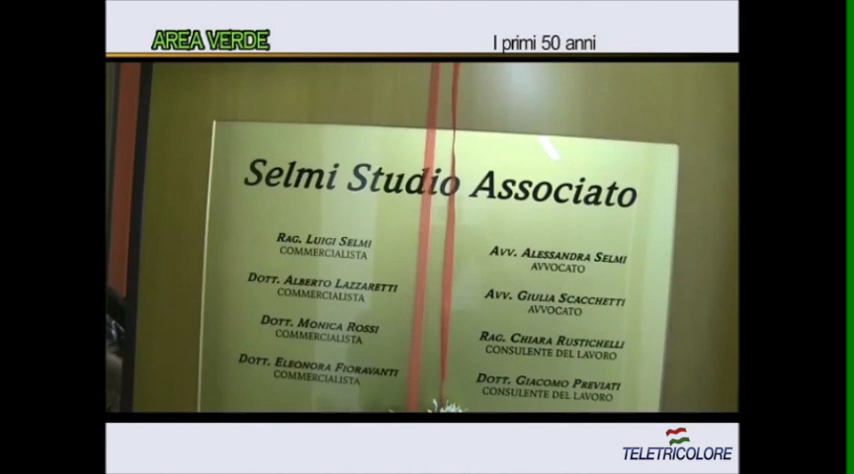 AREA VERDE
I primi 50 anni
Selmi Studio Associato
RAG. LUIGI SELMI
COMMERCIALISTA
DOTT. ALBERTO LAZZARETTI
COMMERCIALISTA
DOTT. MONICA ROSSI
COMMERCIALISTA
DOTT. ELEONORA FIORAVANTI
COMMERCIALISTA
AVV. ALESSANDRA SELMI
AVVOCATO
AVV. GIULIA SCACCHETTI
AVVOCATO
RAG. CHIARA RUSTICHELLI
CONSULENTE DEL LAVORO
DOTT. GIACOMO PREVIATI
CONSULENTE DEL LAVORO
TELETRICOLORE